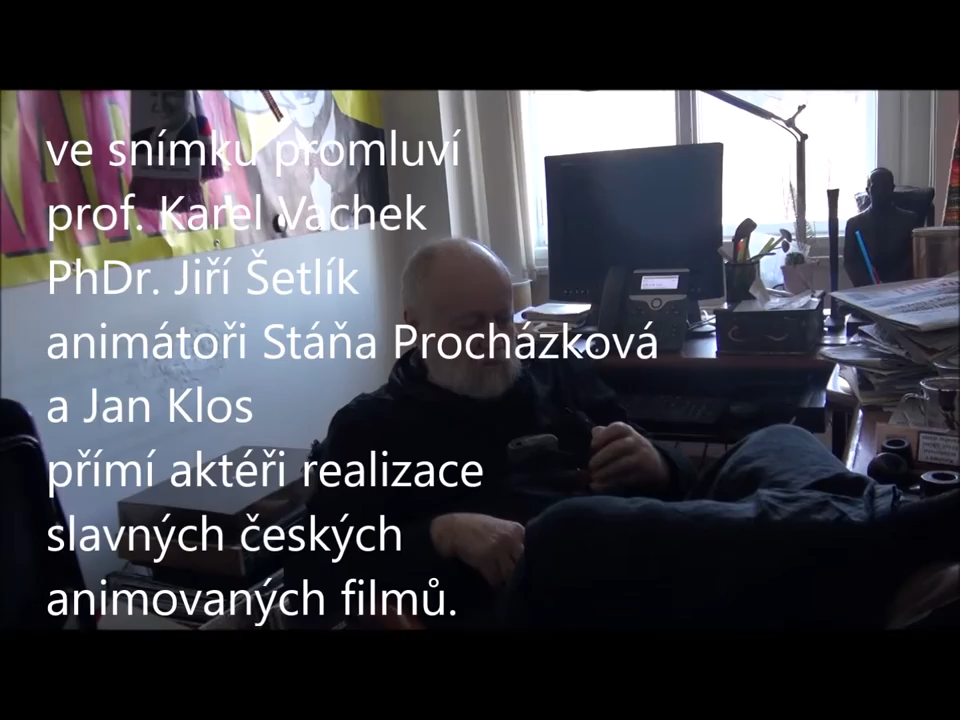 ve snímku promluví
prof. Karel Vachek
PhDr. Jiří Šetlík
animátoři Stáňa Procházková
a Jan Klos
přímí aktéři realizace
slavných českých
animovaných filmů.